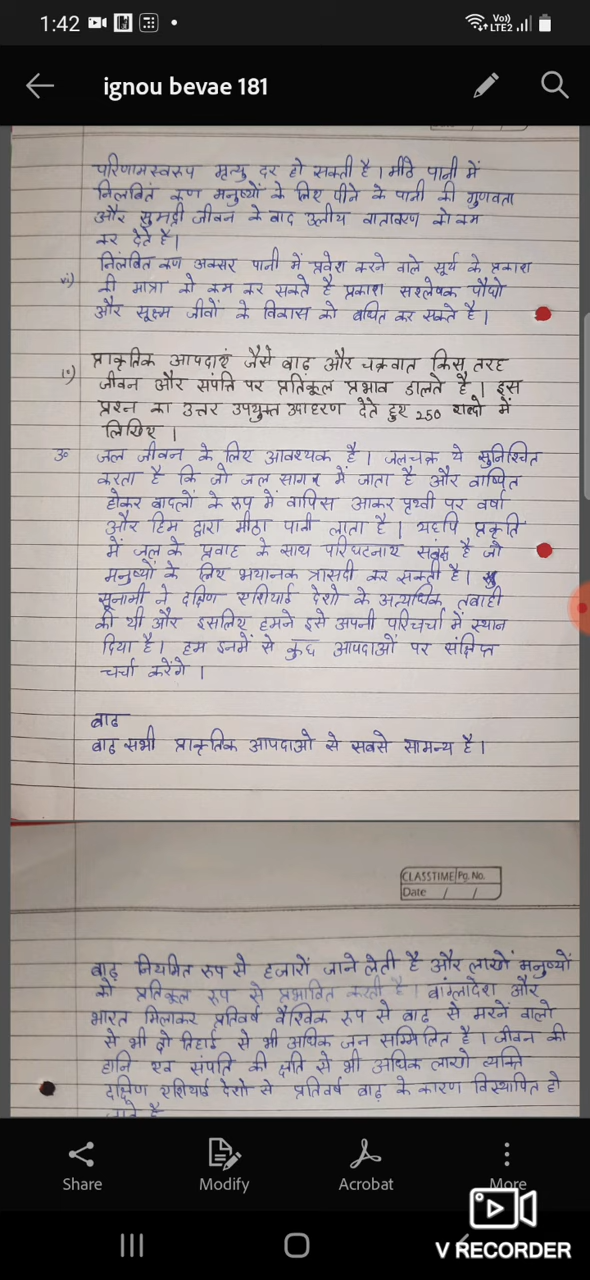 1:42
Vo))
LTE2
ignou bevae 181
परिणामस्वरूप मृत्यु दर हो सकती है। मीठे पानी में
निलंबित कण मनुष्यों के लिए पीने के पानी की गुणवता
और सुमद्री जीवन के बाद जलीय वातावरण को कम
कर देते है।
निलंबित कण अक्सर पानी में प्रवेश करने वाले सूर्य के प्रकाश
vi) की मात्रा को कम कर सकते है प्रकाश सश्लेषक पौधो
और सूक्ष्म जीवों के विकास को बधित कर सकते है।
प्राकृतिक आपदाएं जैसे बाढ़ और चक्रवात किस तरह
जीवन और संपत्ति पर प्रतिकूल प्रभाव डालते है। इस
प्रश्न का उत्तर उपयुक्त उदाहरण देते हुए 250 शब्दो में
लिखिए।
उ० जल जीवन के लिए आवश्यक है। जलचक्र ये सुनिश्चित
करता है कि जो जल सागर में जाता है और वाष्पित
होकर बादलों के रूप में वापिस आकर पृथ्वी पर वर्षा
और हिम द्वारा मीठा पानी लाता है। यद्यपि प्रकृति
में जल के प्रवाह के साथ परिघटनाए संबद्ध है जो
मनुष्यों के लिए भयानक त्रासदी कर सकती है।
सूनामी ने दक्षिण एशियाई देशो के अत्यधिक तबाही
की थी और इसलिए हमने इसे अपनी परिचर्चा में स्थान
दिया है। हम इनमें से कुछ आपदाओं पर संक्षिप्त
चर्चा करेंगे।
बाढ़
बाढ़ सभी प्राकृतिक आपदाओ से सबसे सामन्य है।
CLASSTIME Pg. No.
Date / /
बाढ़ नियमित रूप से हजारों जाने लेती है और लाखों मनुष्यों
को प्रतिकूल रूप से प्रभावित करती है। बांग्लादेश और
भारत मिलाकर प्रतिवर्ष वैश्विक रूप से बाढ़ से मरने वालो
से भी दो तिहाई से भी अधिक जन सम्मिलित है। जीवन की
हानि एव संपति की क्षति से भी अधिक लाखो व्यक्ति
दक्षिण एशियाई देशो से प्रतिवर्ष बाढ़ के कारण विस्थापित हो
जाते है
Share
Modify
Acrobat
More
V RECORDER